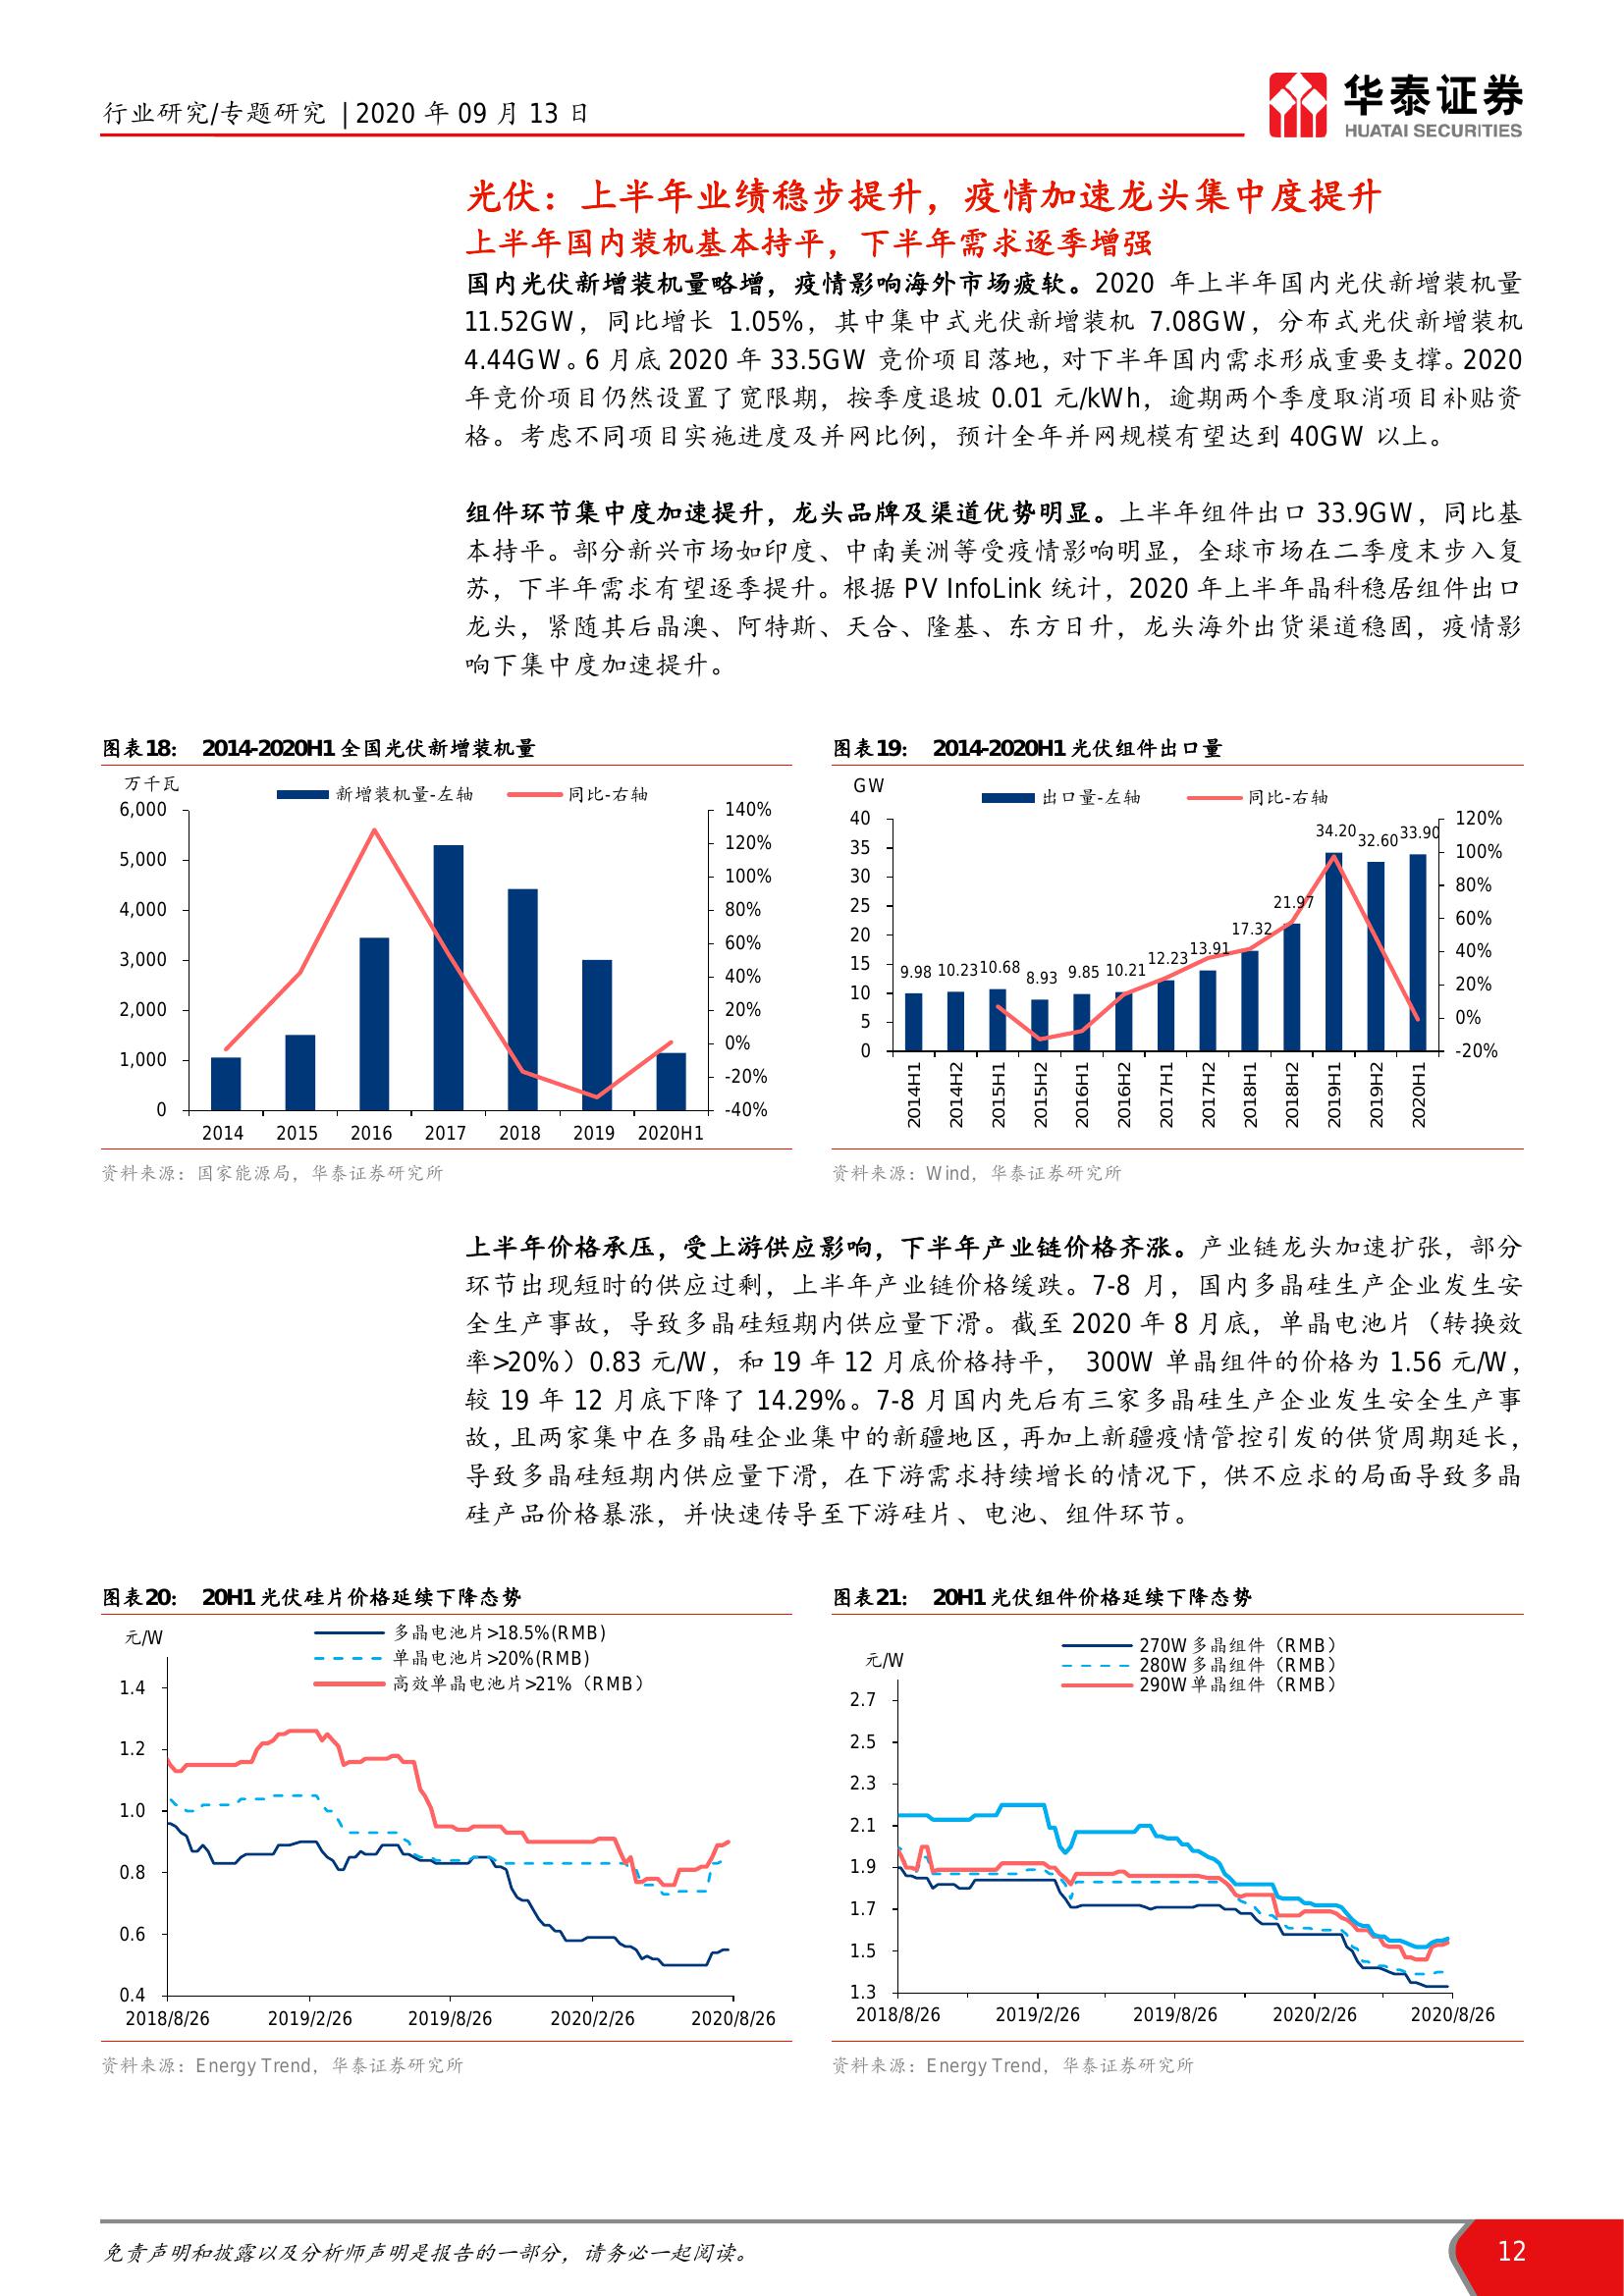 行业研究/专题研究 | 2020 年 09 月 13 日
华泰证券
HUATAI SECURITIES
光伏：上半年业绩稳步提升，疫情加速龙头集中度提升
上半年国内装机基本持平，下半年需求逐季增强
国内光伏新增装机量略增，疫情影响海外市场疲软。2020 年上半年国内光伏新增装机量
11.52GW，同比增长 1.05%，其中集中式光伏新增装机 7.08GW，分布式光伏新增装机
4.44GW。6 月底 2020 年 33.5GW 竞价项目落地，对下半年国内需求形成重要支撑。2020
年竞价项目仍然设置了宽限期，按季度退坡 0.01 元/kWh，逾期两个季度取消项目补贴资
格。考虑不同项目实施进度及并网比例，预计全年并网规模有望达到 40GW 以上。
组件环节集中度加速提升，龙头品牌及渠道优势明显。上半年组件出口 33.9GW，同比基
本持平。部分新兴市场如印度、中南美洲等受疫情影响明显，全球市场在二季度末步入复
苏，下半年需求有望逐季提升。根据 PV InfoLink 统计，2020 年上半年晶科稳居组件出口
龙头，紧随其后晶澳、阿特斯、天合、隆基、东方日升，龙头海外出货渠道稳固，疫情影
响下集中度加速提升。
图表18： 2014-2020H1 全国光伏新增装机量
万千瓦
新增装机量-左轴 同比-右轴
6,000
5,000
4,000
3,000
2,000
1,000
0
140%
120%
100%
80%
60%
40%
20%
0%
-20%
-40%
2014 2015 2016 2017 2018 2019 2020H1
资料来源：国家能源局，华泰证券研究所
图表19： 2014-2020H1 光伏组件出口量
GW
出口量-左轴 同比-右轴
40
35
30
25
20
15
10
5
0
9.98 10.23 10.68 8.93 9.85 10.21 12.23 13.91 17.32 21.97 34.20 32.60 33.90
120%
100%
80%
60%
40%
20%
0%
-20%
2014H1 2014H2 2015H1 2015H2 2016H1 2016H2 2017H1 2017H2 2018H1 2018H2 2019H1 2019H2 2020H1
资料来源：Wind，华泰证券研究所
上半年价格承压，受上游供应影响，下半年产业链价格齐涨。产业链龙头加速扩张，部分
环节出现短时的供应过剩，上半年产业链价格缓跌。7-8 月，国内多晶硅生产企业发生安
全生产事故，导致多晶硅短期内供应量下滑。截至 2020 年 8 月底，单晶电池片（转换效
率>20%）0.83 元/W，和 19 年 12 月底价格持平， 300W 单晶组件的价格为 1.56 元/W，
较 19 年 12 月底下降了 14.29%。7-8 月国内先后有三家多晶硅生产企业发生安全生产事
故，且两家集中在多晶硅企业集中的新疆地区，再加上新疆疫情管控引发的供货周期延长，
导致多晶硅短期内供应量下滑，在下游需求持续增长的情况下，供不应求的局面导致多晶
硅产品价格暴涨，并快速传导至下游硅片、电池、组件环节。
图表20： 20H1 光伏硅片价格延续下降态势
元/W
多晶电池片>18.5%(RMB)
单晶电池片>20%(RMB)
高效单晶电池片>21%（RMB）
1.4
1.2
1.0
0.8
0.6
0.4
2018/8/26 2019/2/26 2019/8/26 2020/2/26 2020/8/26
资料来源：Energy Trend，华泰证券研究所
图表21： 20H1 光伏组件价格延续下降态势
元/W
270W 多晶组件（RMB）
280W 多晶组件（RMB）
290W 单晶组件（RMB）
2.7
2.5
2.3
2.1
1.9
1.7
1.5
1.3
2018/8/26 2019/2/26 2019/8/26 2020/2/26 2020/8/26
资料来源：Energy Trend，华泰证券研究所
免责声明和披露以及分析师声明是报告的一部分，请务必一起阅读。
12